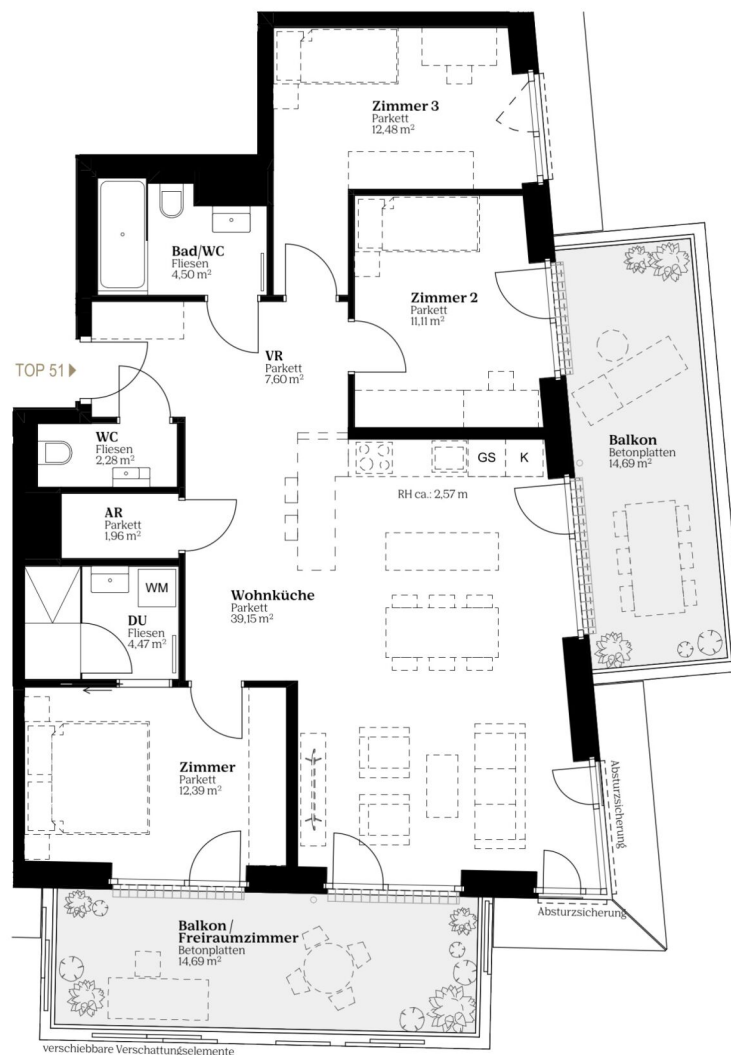 Zimmer 3
Parkett
12,48 m²
Bad/WC
Fliesen
4,50 m²
Zimmer 2
Parkett
11,11 m²
VR
Parkett
7,60 m²
TOP 51
WC
Fliesen
2,28 m²
GS
K
RH ca.: 2,57 m
Balkon
Betonplatten
14,69 m²
AR
Parkett
1,96 m²
WM
DU
Fliesen
4,47 m²
Wohnküche
Parkett
39,15 m²
Zimmer
Parkett
12,39 m²
Absturzsicherung
Absturzsicherung
Balkon/
Freiraumzimmer
Betonplatten
14,69 m²
verschiebbare Verschattungselemente